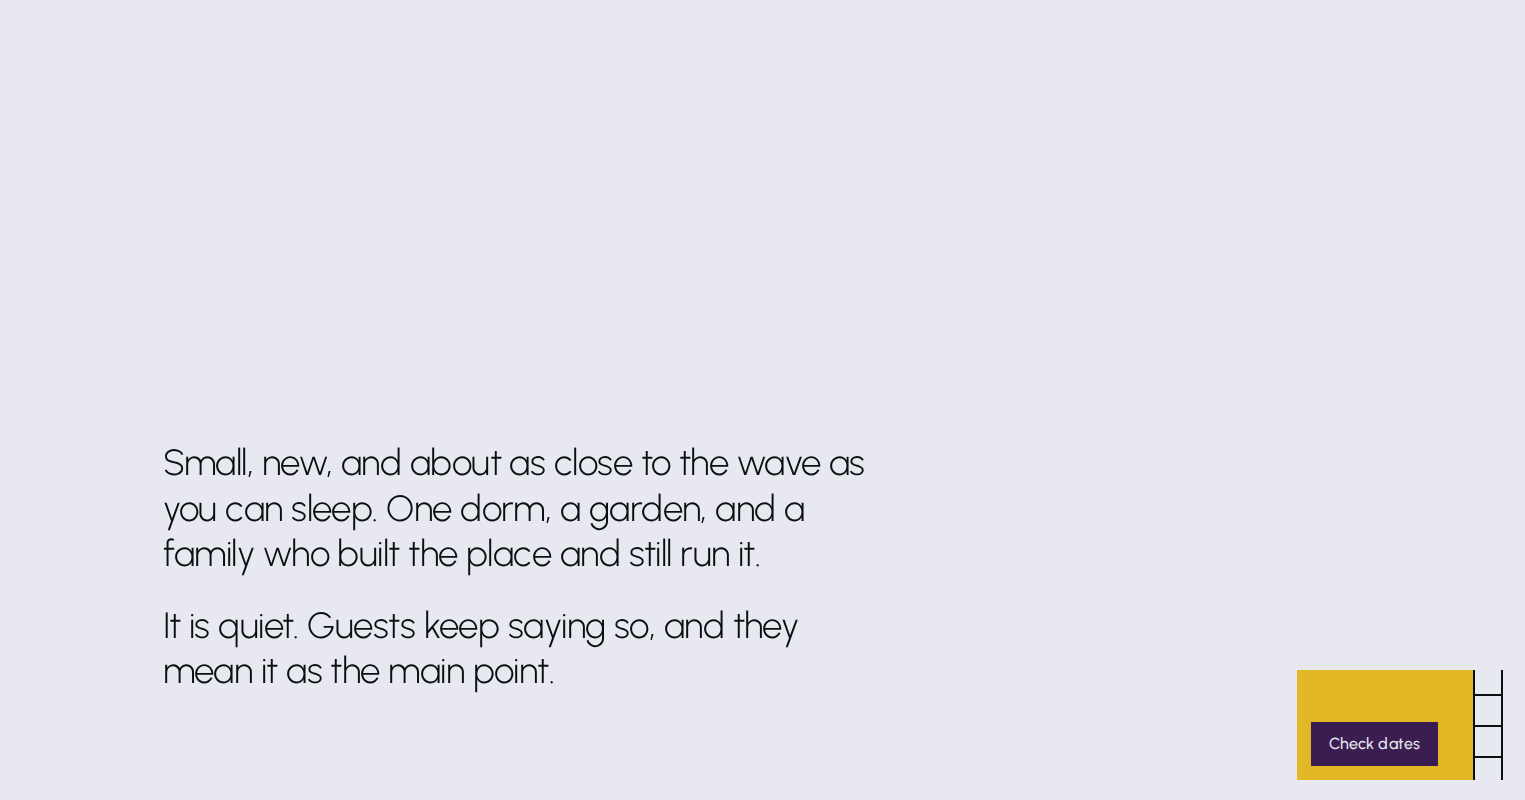 Small, new, and about as close to the wave as
you can sleep. One dorm, a garden, and a
family who built the place and still run it.
It is quiet. Guests keep saying so, and they
mean it as the main point.
Check dates